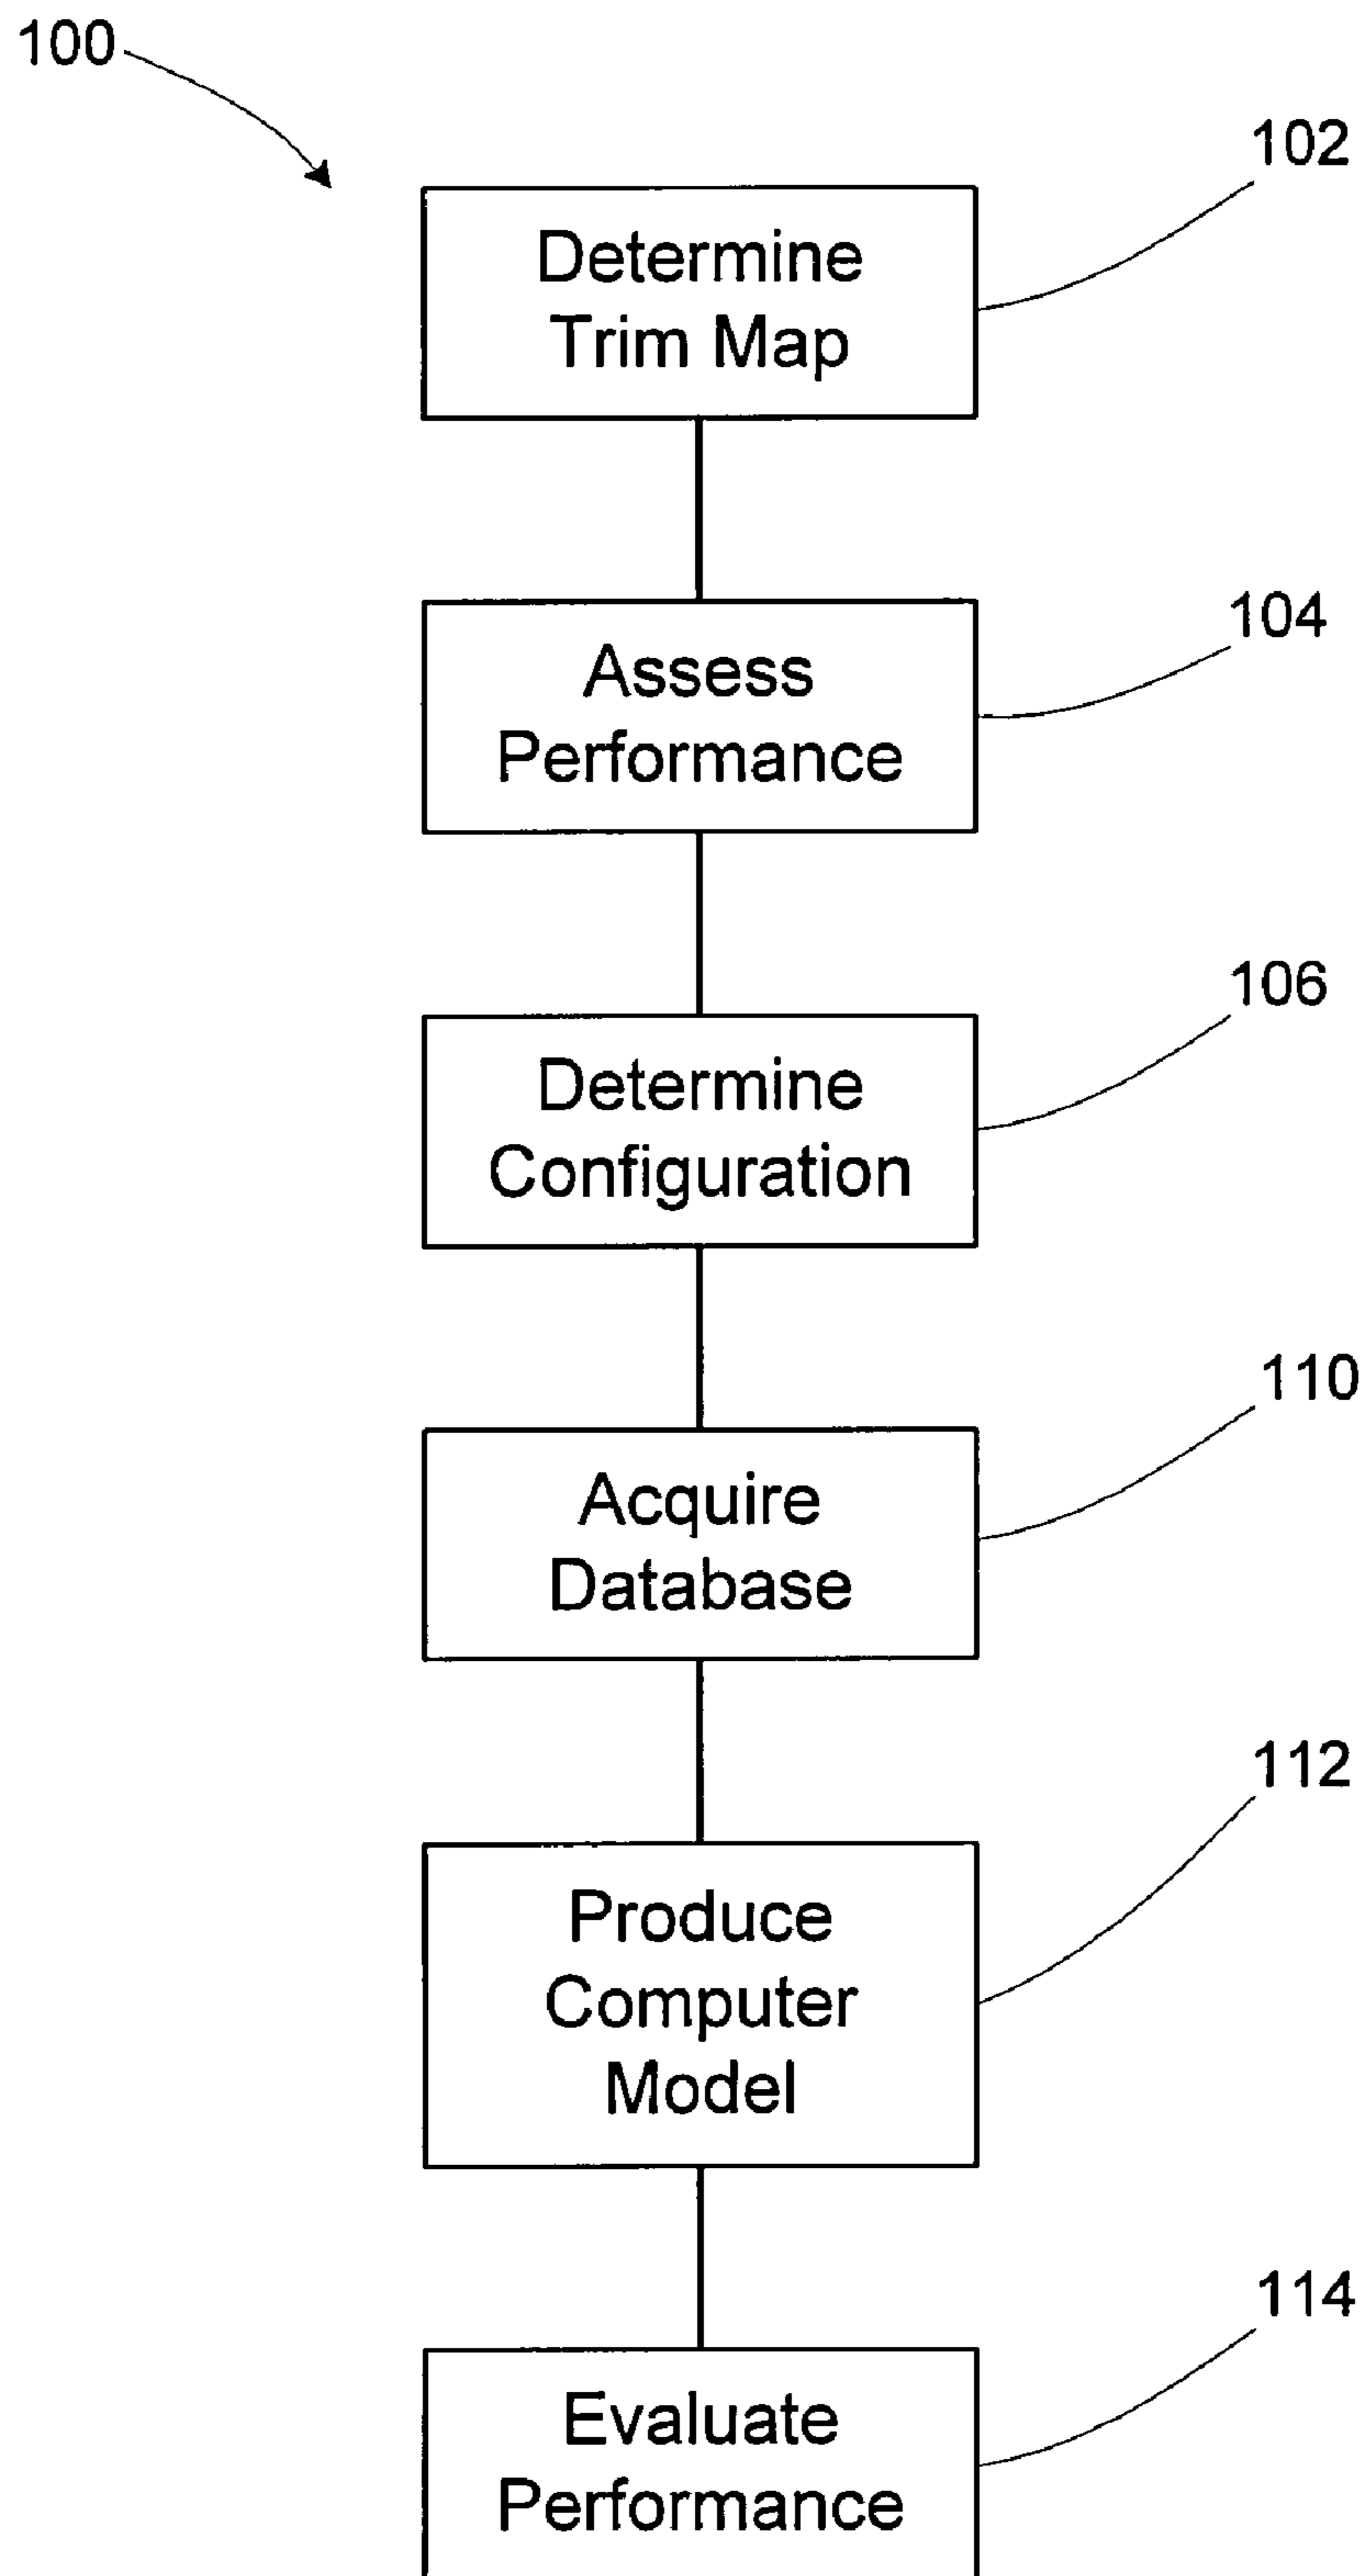 100
102
Determine
Trim Map
104
Assess
Performance
106
Determine
Configuration
110
Acquire
Database
112
Produce
Computer
Model
114
Evaluate
Performance